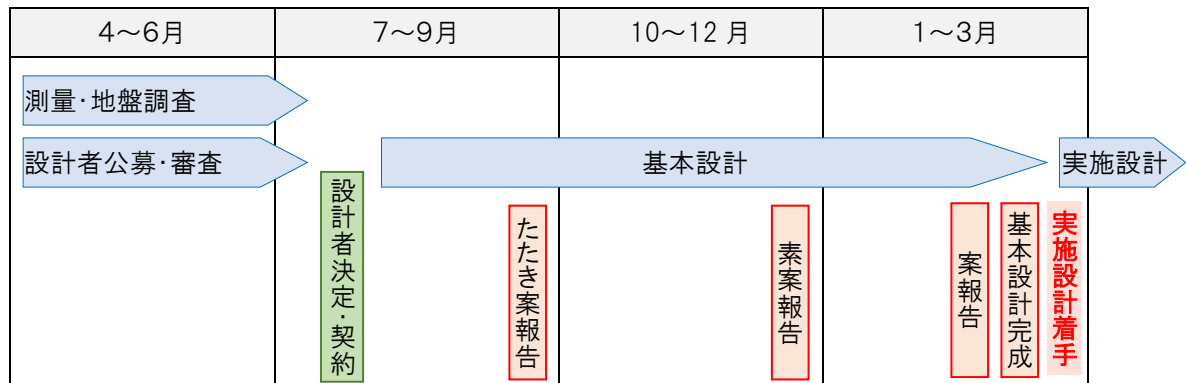 4～6月
7～9月
10～12 月
1～3月
測量・地盤調査
設計者公募・審査
基本設計
実施設計
設計者決定・契約
たたき案報告
素案報告
案報告
基本設計完成
実施設計着手